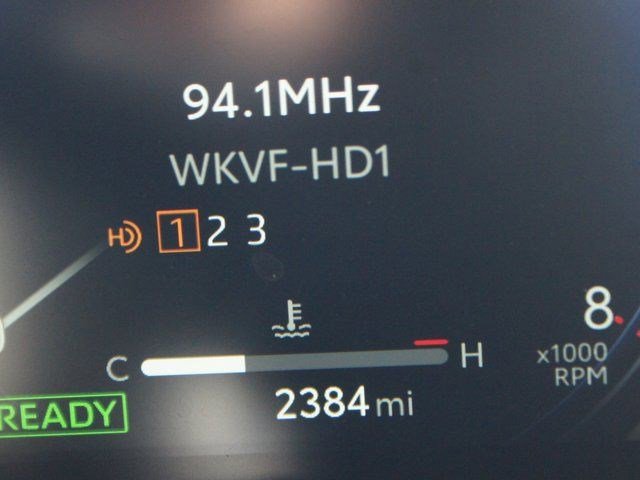 94.1MHz
WKVF-HD1
HD 1 2 3
8
x1000
RPM
C H
2384 mi
READY